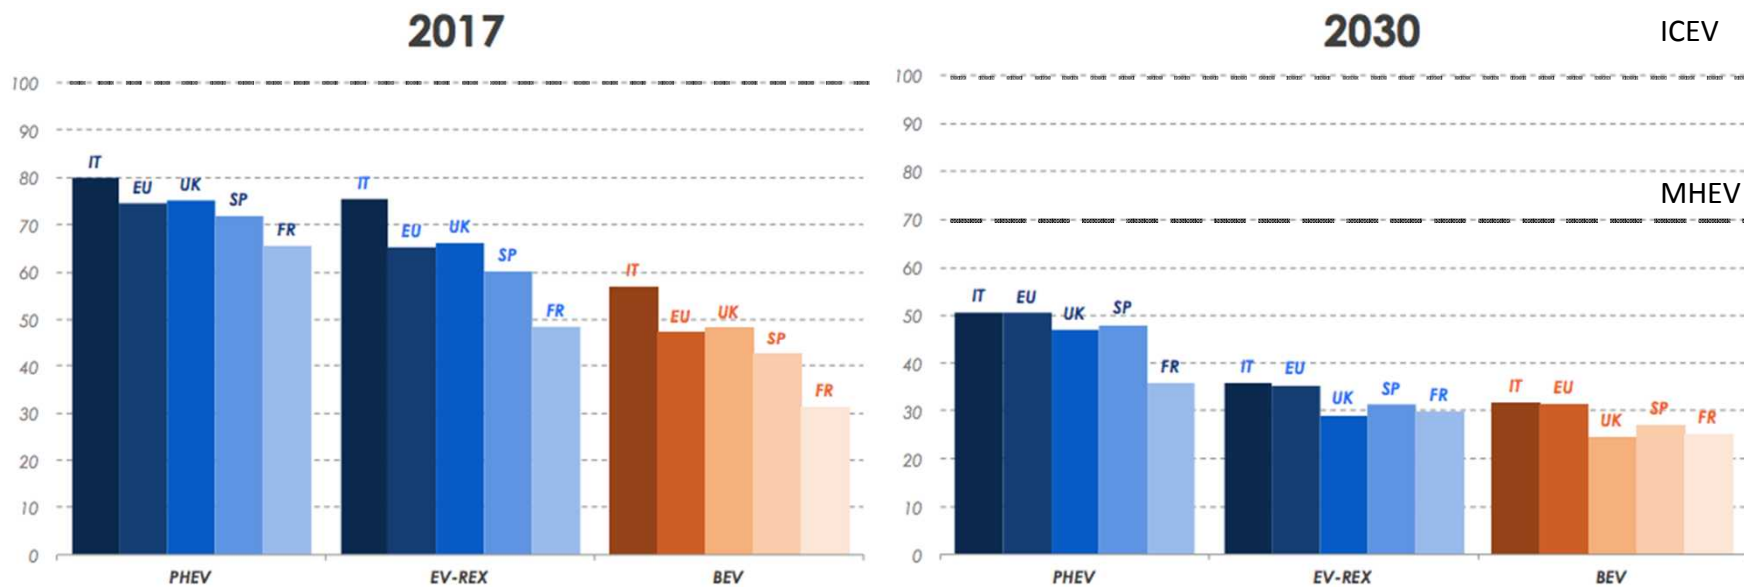 2017
100
90
80
70
60
50
40
30
20
10
0
IT
EU
UK
SP
FR
IT
EU
UK
SP
FR
IT
EU
UK
SP
FR
PHEV
EV-REX
BEV
2030
ICEV
MHEV
100
90
80
70
60
50
40
30
20
10
0
IT
EU
UK
SP
FR
IT
EU
UK
SP
FR
IT
EU
UK
SP
FR
PHEV
EV-REX
BEV